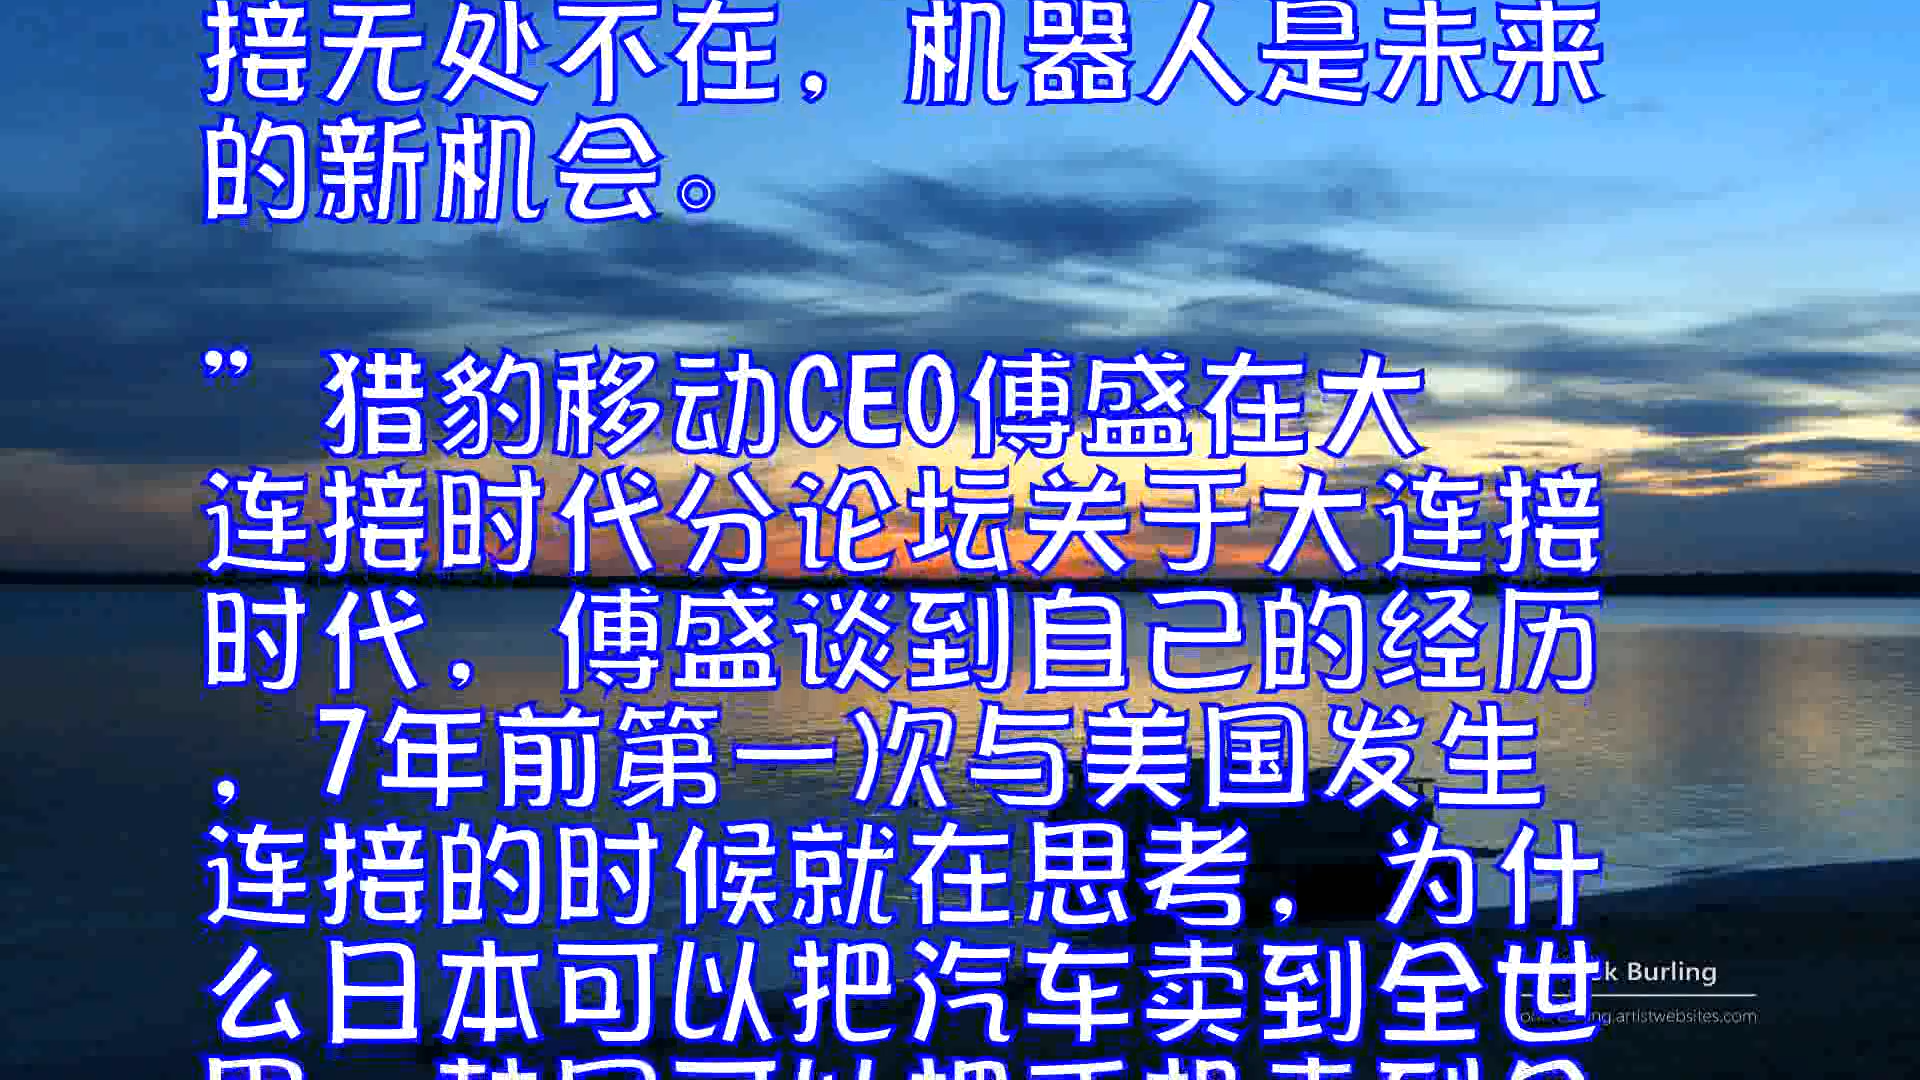 接无处不在，机器人是未来
的新机会。
”猎豹移动CEO傅盛在大
连接时代分论坛关于大连接
时代，傅盛谈到自己的经历
，7年前第一次与美国发生
连接的时候就在思考，为什
么日本可以把汽车卖到全世
ck Burling
artistwebsites.com